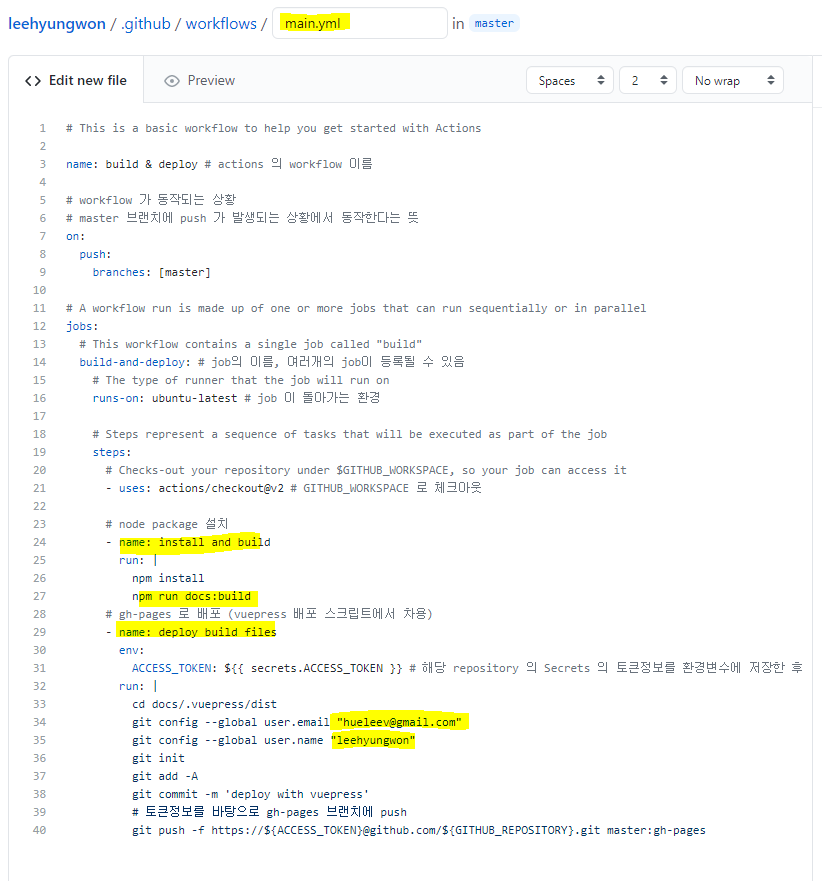 leehyungwon / .github / workflows / main.yml in master
Edit new file Preview Spaces 2 No wrap
1 # This is a basic workflow to help you get started with Actions
2
3 name: build & deploy # actions 의 workflow 이름
4
5 # workflow 가 동작되는 상황
6 # master 브랜치에 push 가 발생되는 상황에서 동작한다는 뜻
7 on:
8 push:
9 branches: [master]
10
11 # A workflow run is made up of one or more jobs that can run sequentially or in parallel
12 jobs:
13 # This workflow contains a single job called "build"
14 build-and-deploy: # job의 이름, 여러개의 job이 등록될 수 있음
15 # The type of runner that the job will run on
16 runs-on: ubuntu-latest # job 이 돌아가는 환경
17
18 # Steps represent a sequence of tasks that will be executed as part of the job
19 steps:
20 # Checks-out your repository under $GITHUB_WORKSPACE, so your job can access it
21 - uses: actions/checkout@v2 # GITHUB_WORKSPACE 로 체크아웃
22
23 # node package 설치
24 - name: install and build
25 run: |
26 npm install
27 npm run docs:build
28 # gh-pages 로 배포 (vuepress 배포 스크립트에서 차용)
29 - name: deploy build files
30 env:
31 ACCESS_TOKEN: ${{ secrets.ACCESS_TOKEN }} # 해당 repository 의 Secrets 의 토큰정보를 환경변수에 저장한 후
32 run: |
33 cd docs/.vuepress/dist
34 git config --global user.email "hueleev@gmail.com"
35 git config --global user.name "leehyungwon"
36 git init
37 git add -A
38 git commit -m 'deploy with vuepress'
39 # 토큰정보를 바탕으로 gh-pages 브랜치에 push
40 git push -f https://${ACCESS_TOKEN}@github.com/${GITHUB_REPOSITORY}.git master:gh-pages